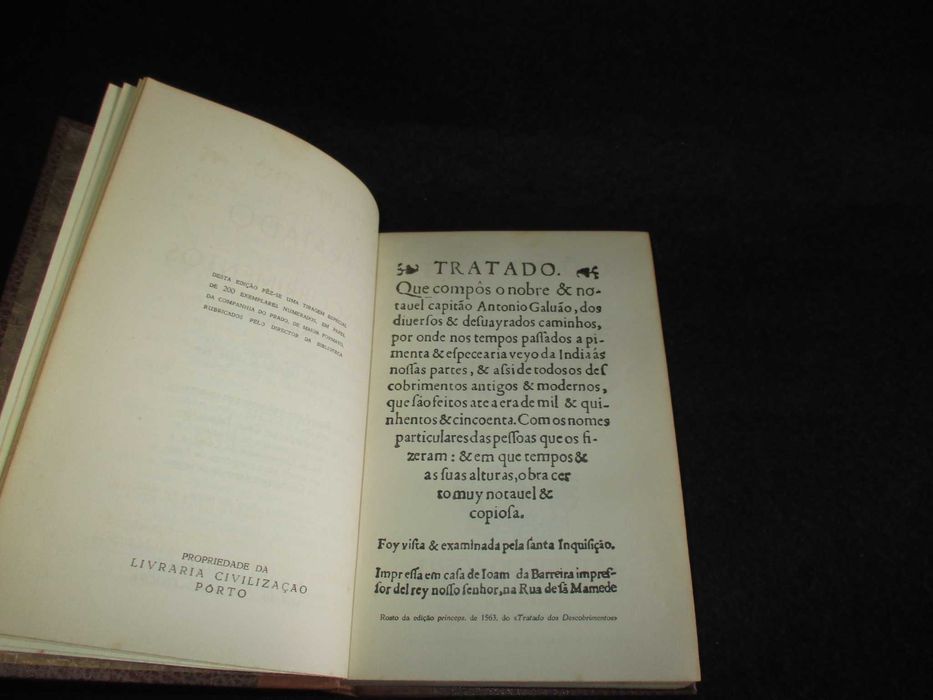 DESTA EDIÇÃO FÊZ-SE UMA TIRAGEM ESPECIAL
DE 200 EXEMPLARES NUMERADOS, EM PAPEL
DA COMPANHIA DO PRADO, DE MAIOR FORMATO,
RUBRICADOS PELO DIRECTOR DA BIBLIOTECA
PROPRIEDADE DA
LIVRARIA CIVILIZAÇÃO
PÔRTO
TRATADO.
Que compôs o nobre & no-
tauel capitão Antonio Galuão, dos
diuersos & desuayrados caminhos,
por onde nos tempos passados a pi-
menta & especearia veyo da India ás
nossas partes, & assi de todos os des
cobrimentos antigos & modernos,
que são feitos ate a era de mil & qui-
nhentos & cincoenta. Com os nomes
particulares das pessoas que os fi-
zeram : & em que tempos &
as suas alturas, obra cer
to muy notauel &
copiosa.
Foy vista & examinada pela santa Inquisição.
Impressa em casa de Ioam da Barreira impres-
sor del rey nosso senhor, na Rua de sã Mamede
Rosto da edição princeps, de 1563, do «Tratado dos Descobrimentos»